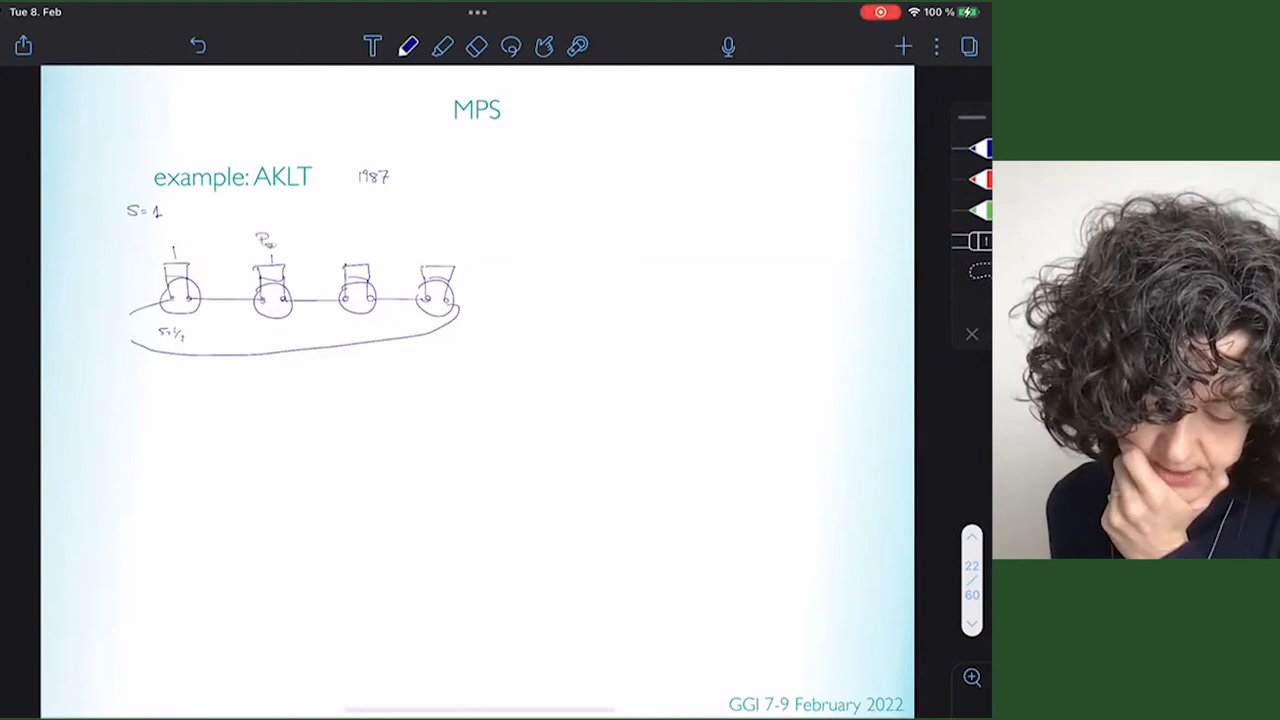 Tue 8. Feb
100 %
MPS
example: AKLT 1987
S=1
S=1/2
22
60
GGI 7-9 February 2022